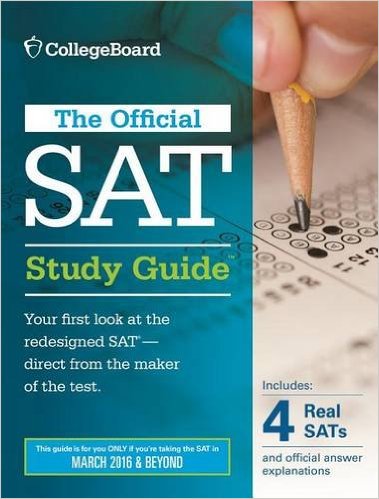 CollegeBoard
The Official
SAT
Study Guide™
Your first look at the
redesigned SAT®—
direct from the maker
of the test.
Includes:
4 Real
SATs
and official answer
explanations
This guide is for you ONLY if you're taking the SAT in
MARCH 2016 & BEYOND